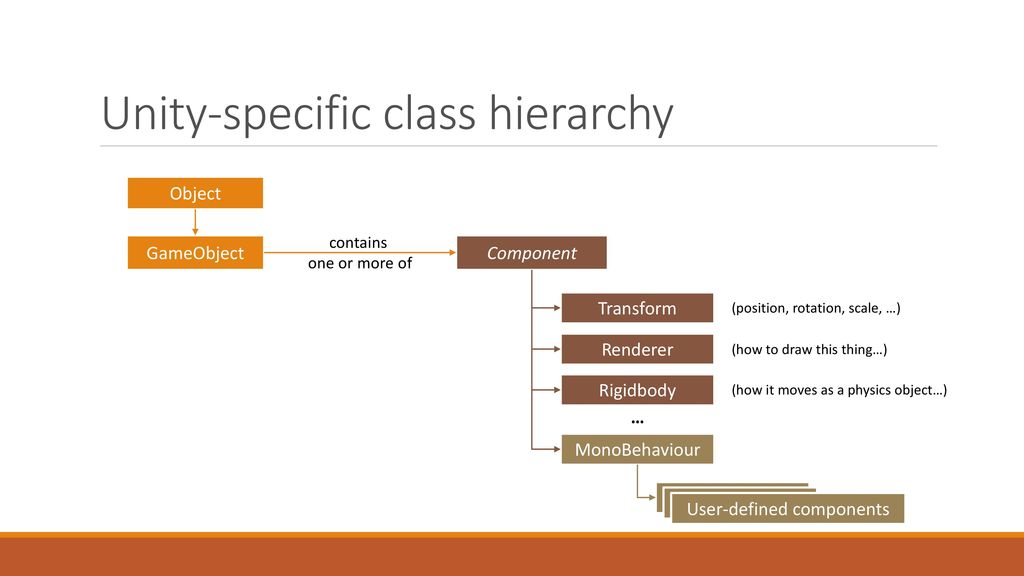 Unity-specific class hierarchy
Object
GameObject
contains
one or more of
Component
Transform
(position, rotation, scale, …)
Renderer
(how to draw this thing…)
Rigidbody
(how it moves as a physics object…)
…
MonoBehaviour
User-defined components